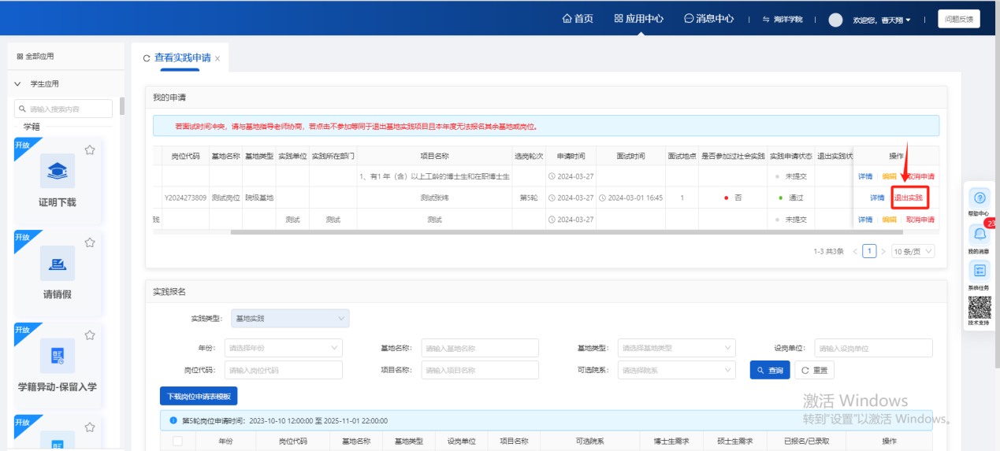 首页 应用中心 消息中心 海洋学院 欢迎您，曹天翔 问题反馈
全部应用
学生应用
请输入搜索内容
学籍
开放
证明下载
开放
请销假
开放
学籍异动-保留入学
开放
查看实践申请
我的申请
若面试时间冲突，请与基地指导老师协商，若点击不参加等同于退出基地实践项目且本年度无法报名其余基地或岗位。
岗位代码 基地名称 基地类型 实践单位 实践所在部门 项目名称 选岗轮次 申请时间 面试时间 面试地点 是否参加过社会实践 实践申请状态 退出实践状 操作
1、有1 年（含）以上工龄的博士生和在职博士生 2024-03-27 未提交 详情 编辑 取消申请
Y2024273809 测试岗位 院级基地 测试张炜 第5轮 2024-03-27 2024-03-01 16:45 1 否 通过 详情 退出实践
践 测试 测试 测试 2024-03-27 未提交 详情 编辑 取消申请
1-3 共3条 < 1 > 10 条/页
实践报名
实践类型： 基地实践
年份： 请选择年份 基地名称： 请输入基地名称 基地类型： 请选择基地类型 设岗单位： 请输入设岗单位
岗位代码： 请输入岗位代码 项目名称： 请输入项目名称 可选院系： 请选择院系 查询 重置
下载岗位申请表模板
第5轮岗位申请时间：2023-10-10 12:00:00 至 2025-11-01 22:00:00
年份 岗位代码 基地名称 基地类型 设岗单位 项目名称 可选院系 博士生需求 硕士生需求 已报名/已录取 操作
帮助中心
23
我的消息
系统任务
技术支持
激活 Windows
转到"设置"以激活 Windows。